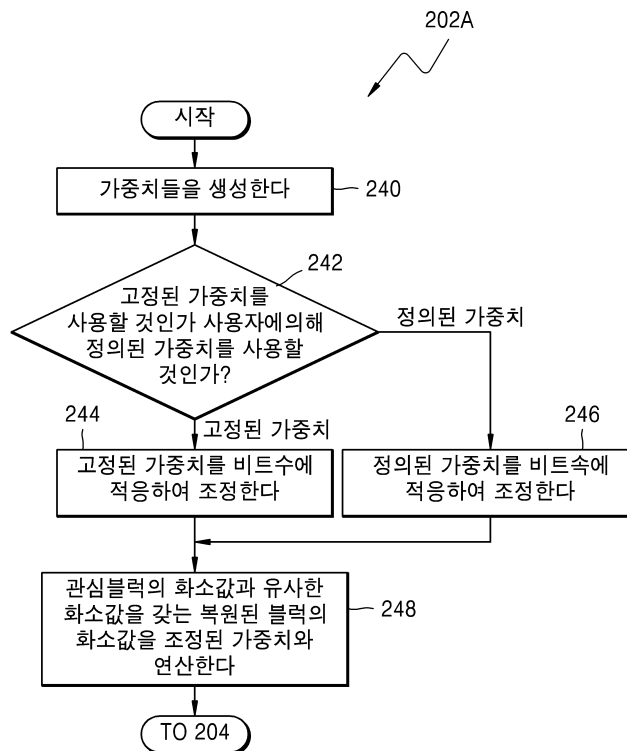 202A
시작
가중치들을 생성한다
240
242
고정된 가중치를
사용할 것인가 사용자에의해
정의된 가중치를 사용할
것인가?
정의된 가중치
244
고정된 가중치
246
고정된 가중치를 비트수에
적응하여 조정한다
정의된 가중치를 비트속에
적응하여 조정한다
관심블럭의 화소값과 유사한
화소값을 갖는 복원된 블럭의
화소값을 조정된 가중치와
연산한다
248
TO 204